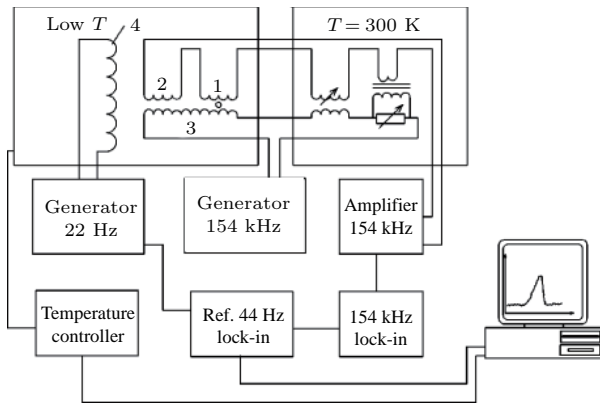 Low T
4
T = 300 K
2
1
3
Generator
22 Hz
Generator
154 kHz
Amplifier
154 kHz
Temperature
controller
Ref. 44 Hz
lock-in
154 kHz
lock-in